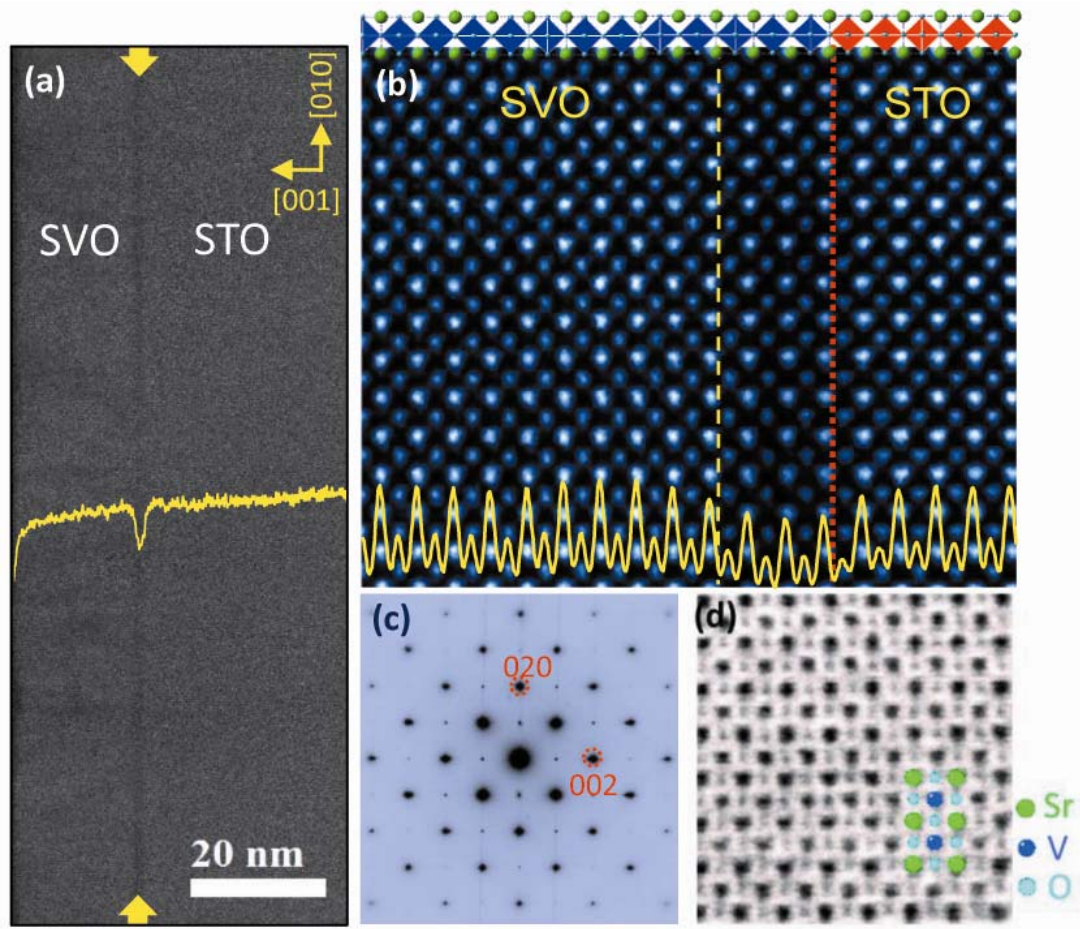 (a)
[010]
[001]
SVO
STO
20 nm
(b)
SVO
STO
(c)
020
002
(d)
Sr
V
O